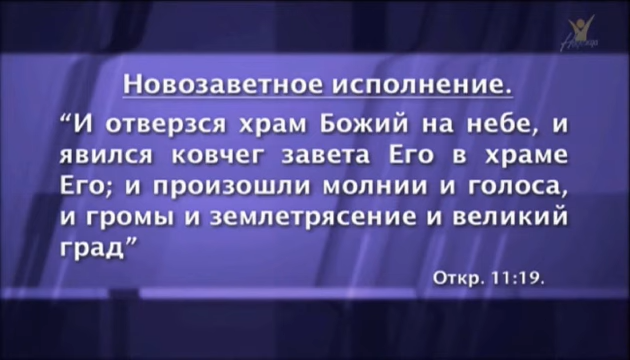 Надежда
Новозаветное исполнение.
“И отверзся храм Божий на небе, и
явился ковчег завета Его в храме
Его; и произошли молнии и голоса,
и громы и землетрясение и великий
град”
Откр. 11:19.